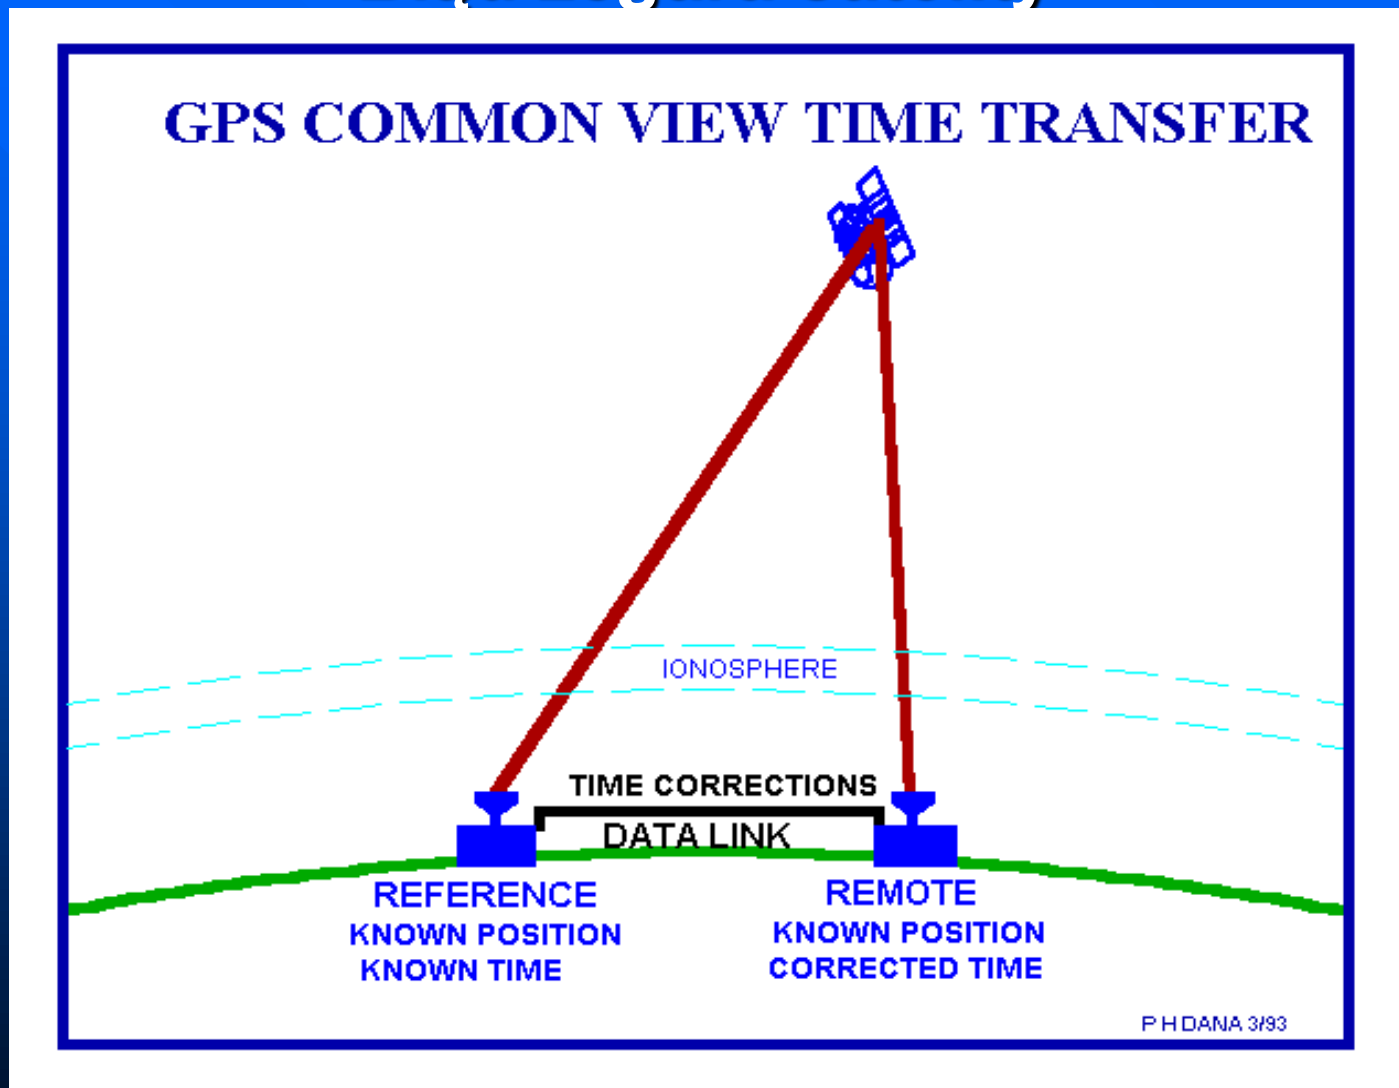 GPS COMMON VIEW TIME TRANSFER
IONOSPHERE
TIME CORRECTIONS
DATA LINK
REFERENCE
KNOWN POSITION
KNOWN TIME
REMOTE
KNOWN POSITION
CORRECTED TIME
P H DANA 3/93